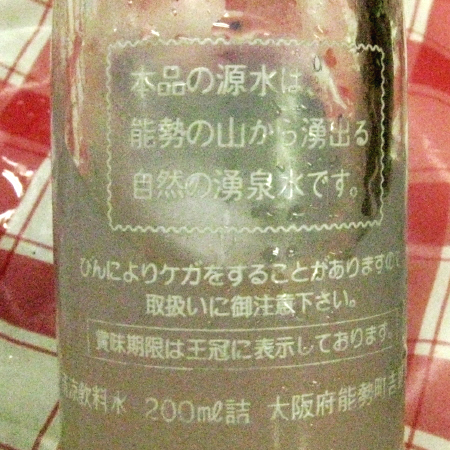 本品の源水は、
能勢の山から湧出る
自然の湧泉水です。
びんによりケガをすることがありますので
取扱いに御注意下さい。
賞味期限は王冠に表示しております。
飲料水 200ml詰 大阪府能勢町